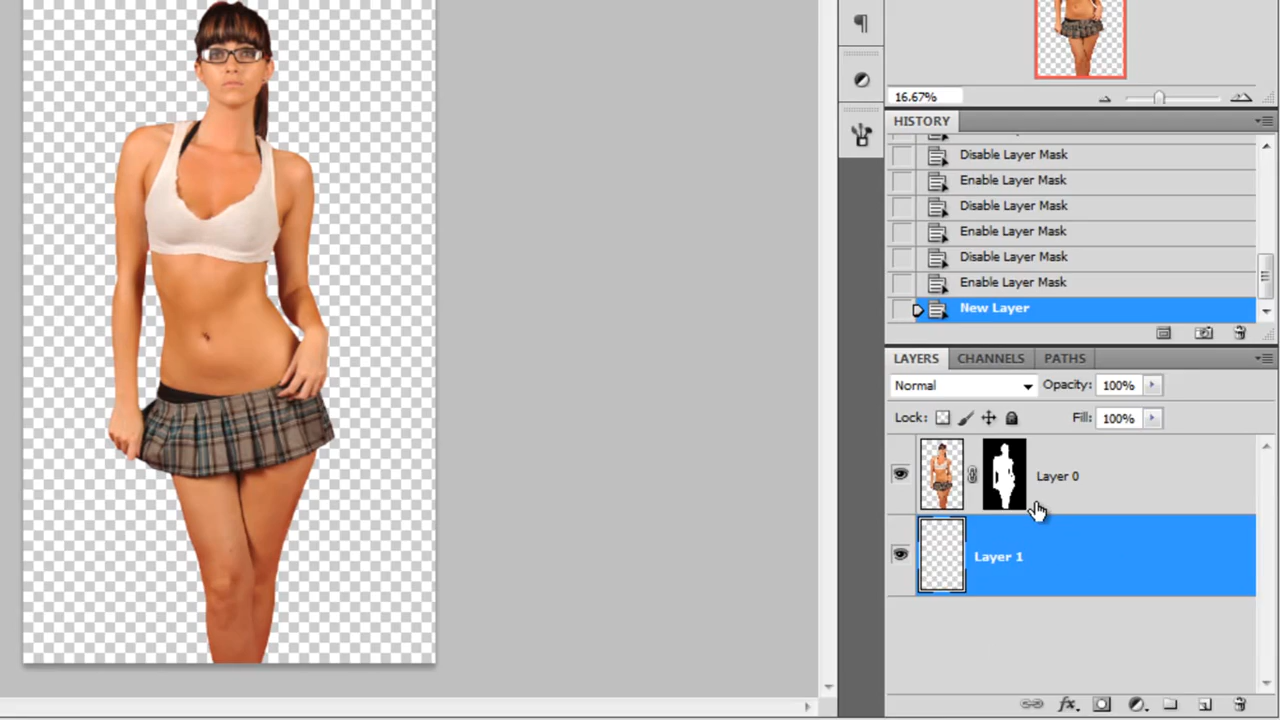 16.67%
HISTORY
Disable Layer Mask
Enable Layer Mask
Disable Layer Mask
Enable Layer Mask
Disable Layer Mask
Enable Layer Mask
New Layer
LAYERS CHANNELS PATHS
Normal Opacity: 100%
Lock: Fill: 100%
Layer 0
Layer 1
fx